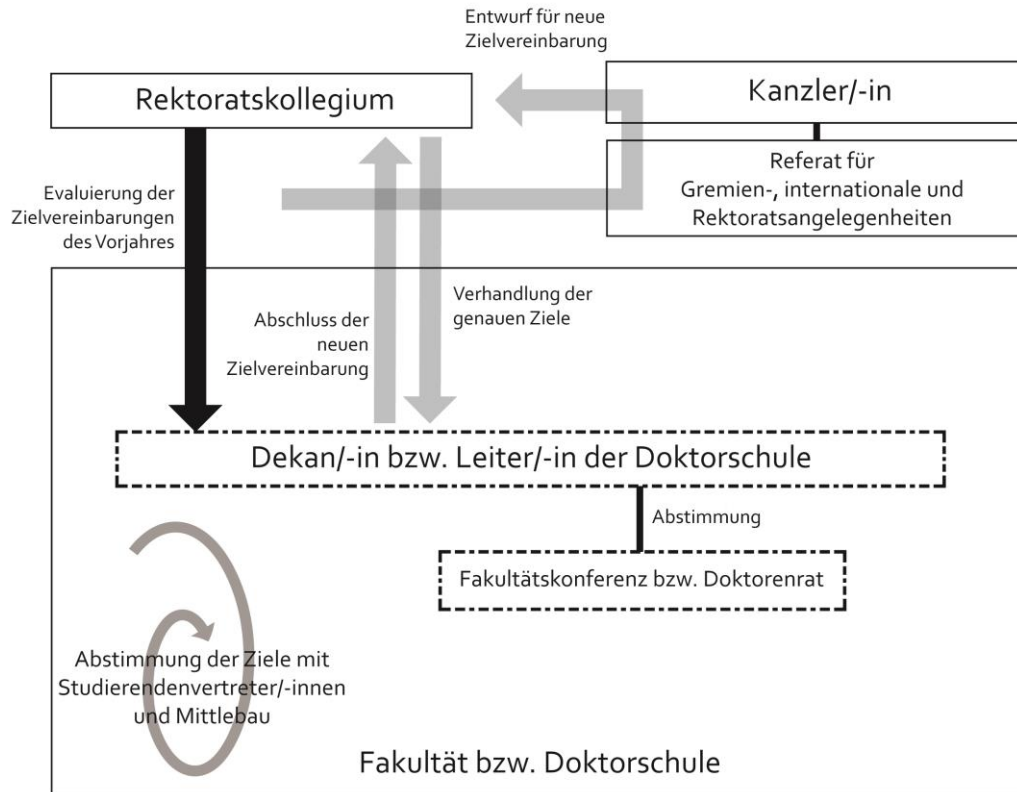 Entwurf für neue
Zielvereinbarung
Rektoratskollegium
Kanzler/-in
Referat für
Gremien-, internationale und
Rektoratsangelegenheiten
Evaluierung der
Zielvereinbarungen
des Vorjahres
Abschluss der
neuen
Zielvereinbarung
Verhandlung der
genauen Ziele
Dekan/-in bzw. Leiter/-in der Doktorschule
Abstimmung
Fakultätskonferenz bzw. Doktorenrat
Abstimmung der Ziele mit
Studierendenvertreter/-innen
und Mittlebau
Fakultät bzw. Doktorschule